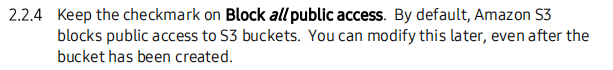 2.2.4 Keep the checkmark on Block all public access. By default, Amazon S3
blocks public access to S3 buckets. You can modify this later, even after the
bucket has been created.